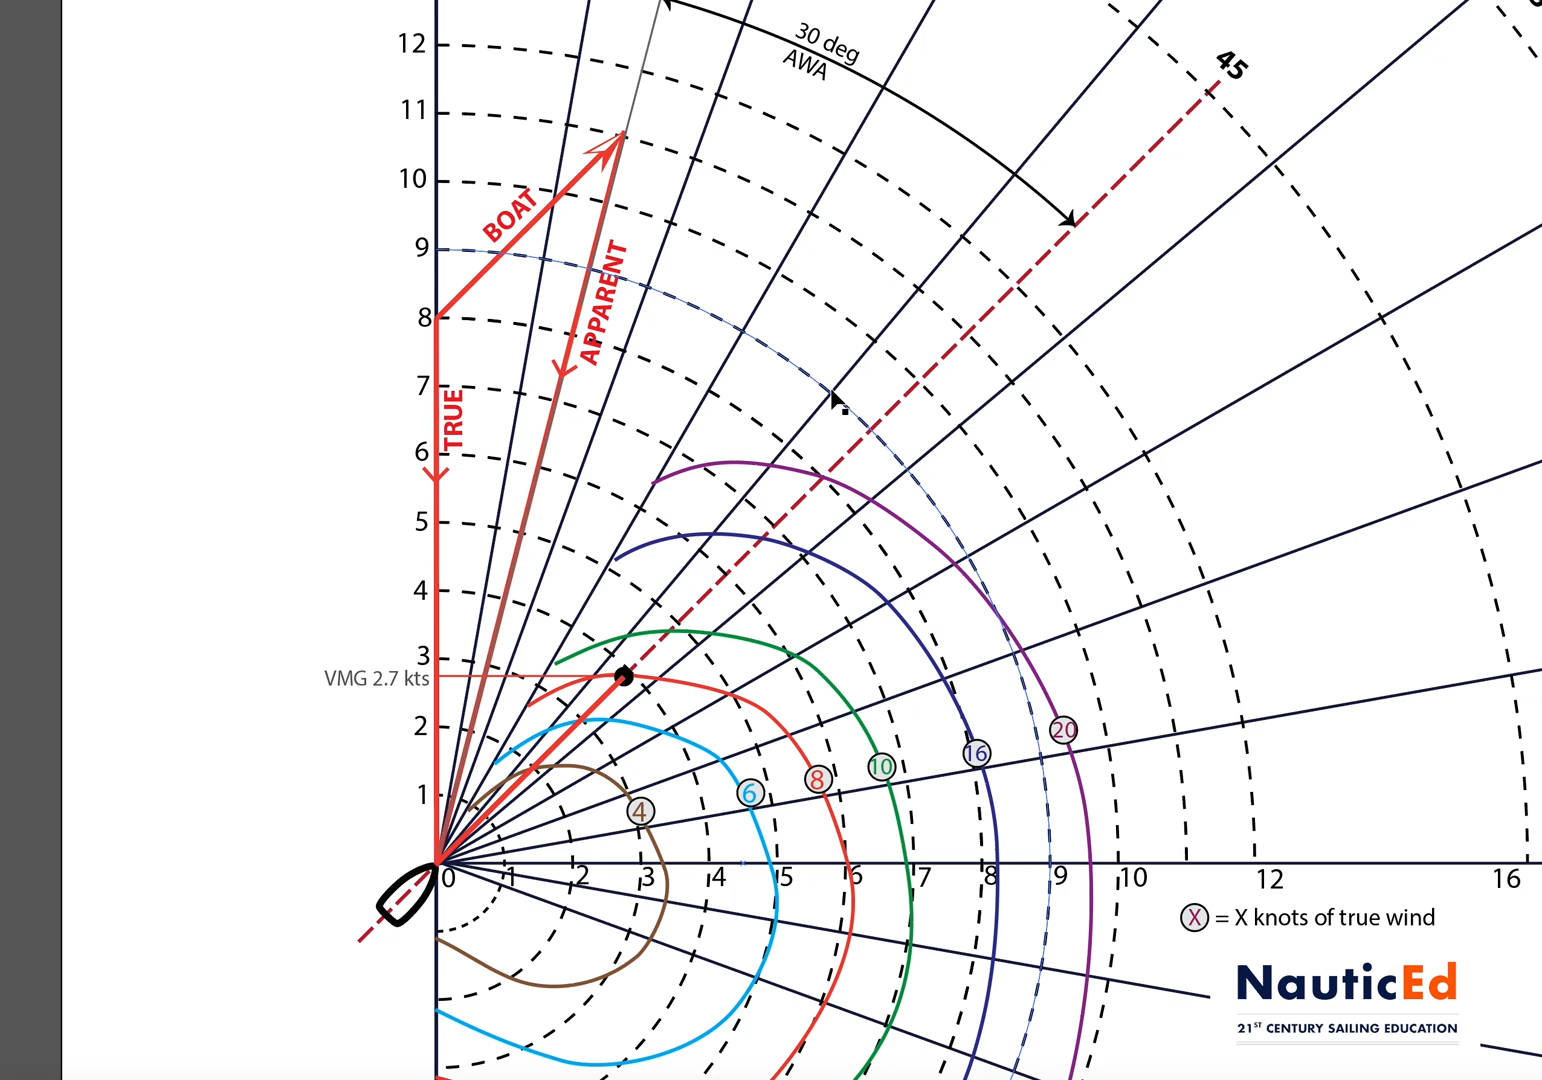 30 deg
AWA
45
12
11
10
9
8
7
6
5
4
3
2
1
BOAT
APPARENT
TRUE
VMG 2.7 kts
20
16
10
8
6
4
0 1 2 3 4 5 6 7 8 9 10 12 16
X = X knots of true wind
NauticEd
21ST CENTURY SAILING EDUCATION